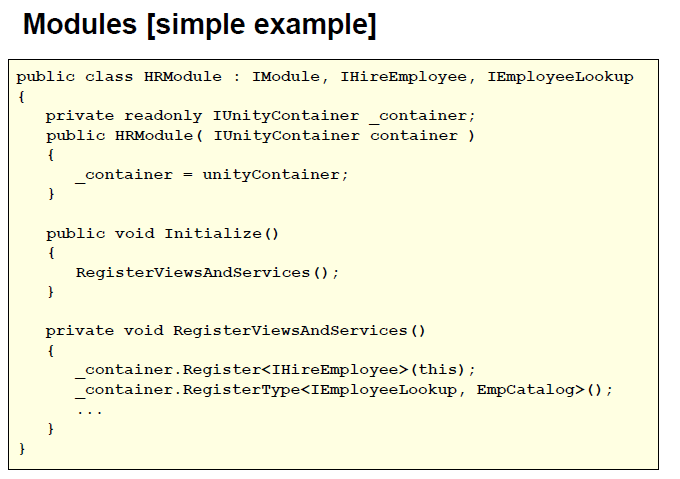 Modules [simple example]
public class HRModule : IModule, IHireEmployee, IEmployeeLookup
{
private readonly IUnityContainer _container;
public HRModule( IUnityContainer container )
{
_container = unityContainer;
}
public void Initialize()
{
RegisterViewsAndServices();
}
private void RegisterViewsAndServices()
{
_container.Register<IHireEmployee>(this);
_container.RegisterType<IEmployeeLookup, EmpCatalog>();
...
}
}